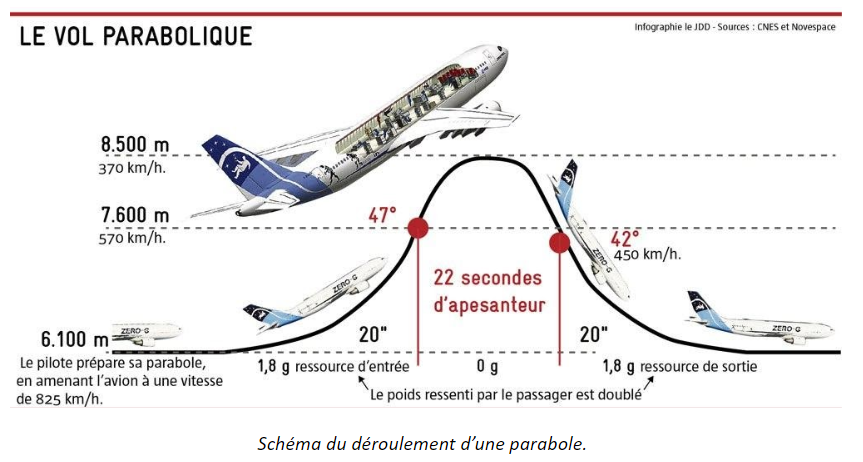 LE VOL PARABOLIQUE
Infographie le JDD - Sources : CNES et Novespace
8.500 m
370 km/h.
7.600 m
570 km/h.
47°
42°
450 km/h.
22 secondes
d'apesanteur
ZERO-G
ZERO-G
ZERO-G
ZERO-G
6.100 m
20"
20"
Le pilote prépare sa parabole,
en amenant l'avion à une vitesse
de 825 km/h.
1,8 g ressource d'entrée
0 g
1,8 g ressource de sortie
Le poids ressenti par le passager est doublé
Schéma du déroulement d'une parabole.